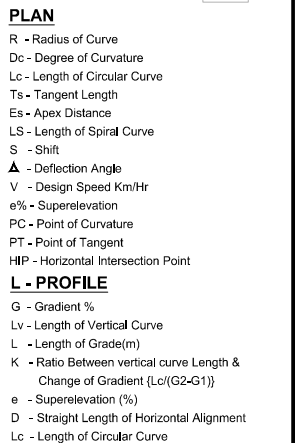 PLAN
R - Radius of Curve
Dc - Degree of Curvature
Lc - Length of Circular Curve
Ts - Tangent Length
Es - Apex Distance
LS - Length of Spiral Curve
S - Shift
Δ - Deflection Angle
V - Design Speed Km/Hr
e% - Superelevation
PC - Point of Curvature
PT - Point of Tangent
HIP - Horizontal Intersection Point
L - PROFILE
G - Gradient %
Lv - Length of Vertical Curve
L - Length of Grade(m)
K - Ratio Between vertical curve Length &
Change of Gradient {Lc/(G2-G1)}
e - Superelevation (%)
D - Straight Length of Horizontal Alignment
Lc - Length of Circular Curve